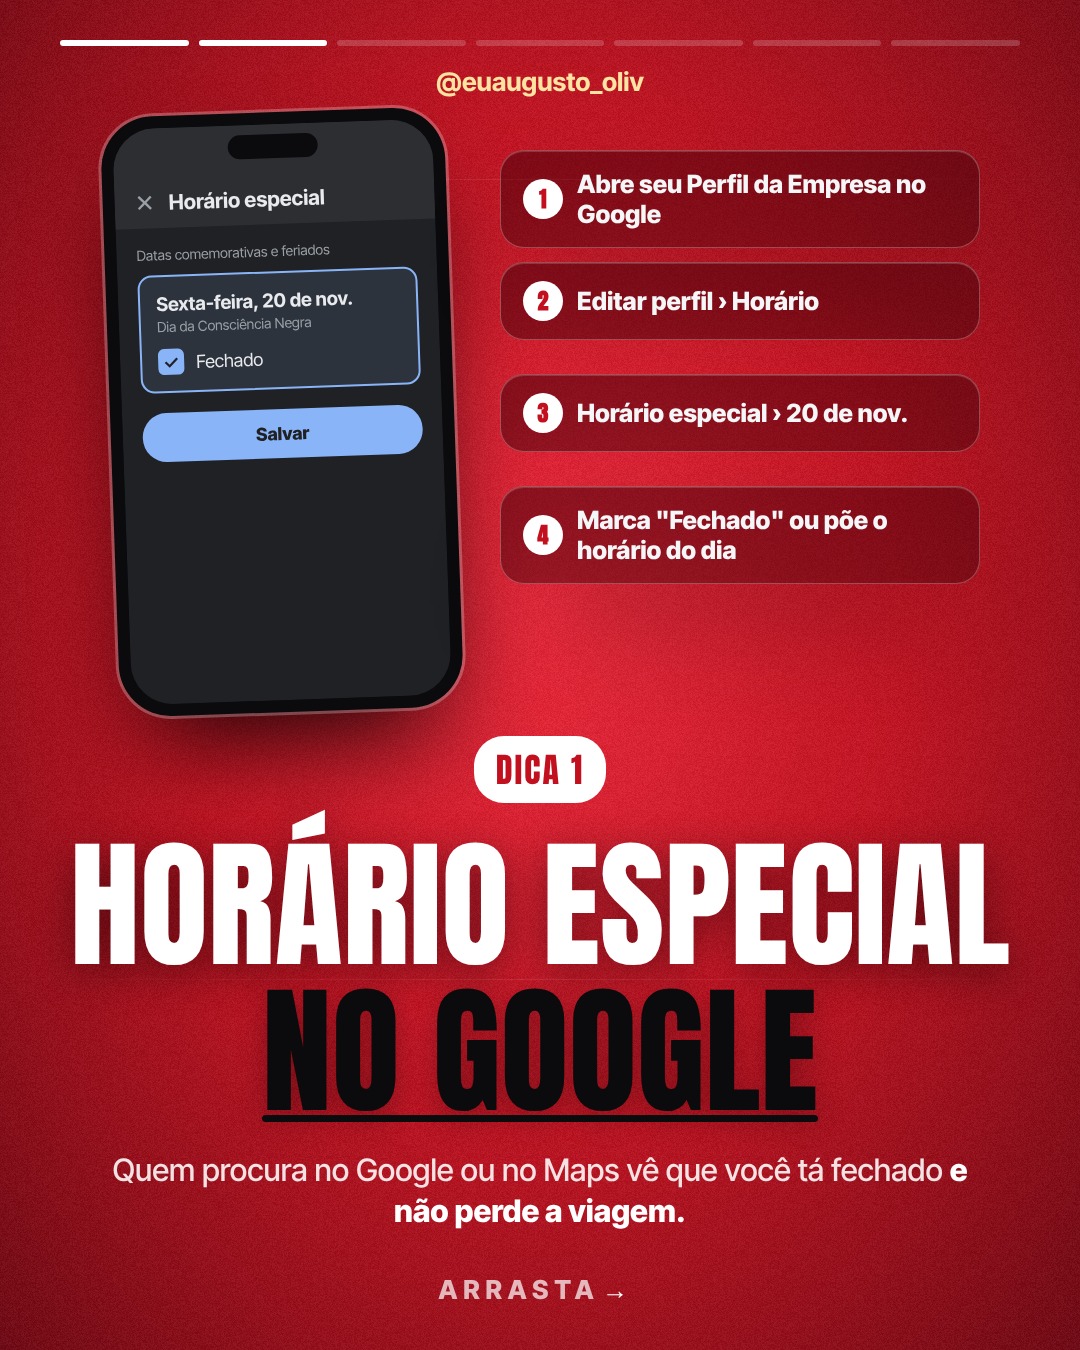 @euaugusto_oliv
Horário especial
Datas comemorativas e feriados
Sexta-feira, 20 de nov.
Dia da Consciência Negra
Fechado
Salvar
1
Abre seu Perfil da Empresa no
Google
2
Editar perfil › Horário
3
Horário especial › 20 de nov.
4
Marca "Fechado" ou põe o
horário do dia
DICA 1
HORÁRIO ESPECIAL
NO GOOGLE
Quem procura no Google ou no Maps vê que você tá fechado e
não perde a viagem.
ARRASTA →